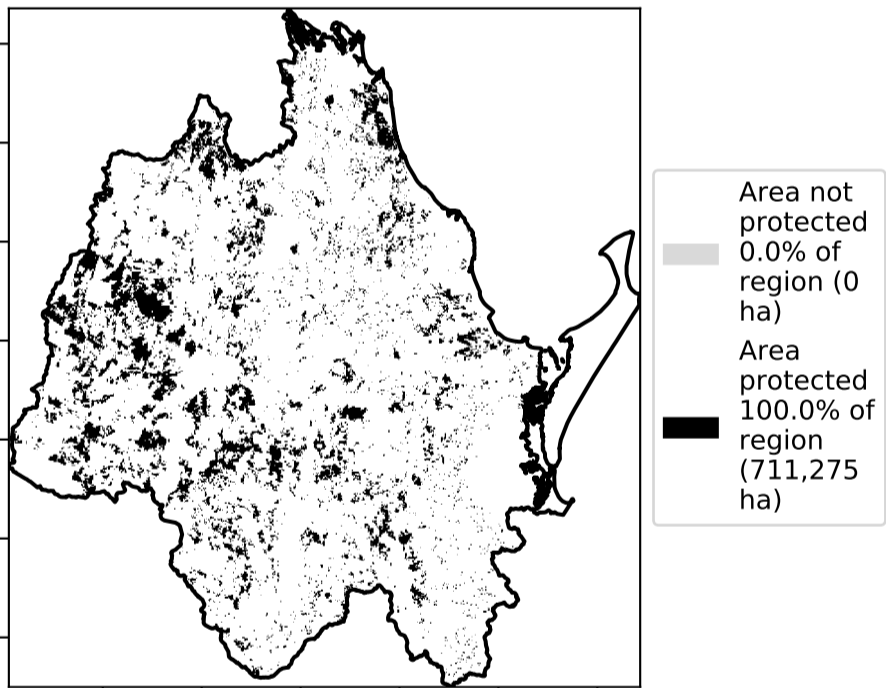 Area not
protected
0.0% of
region (0
ha)
Area
protected
100.0% of
region
(711,275
ha)